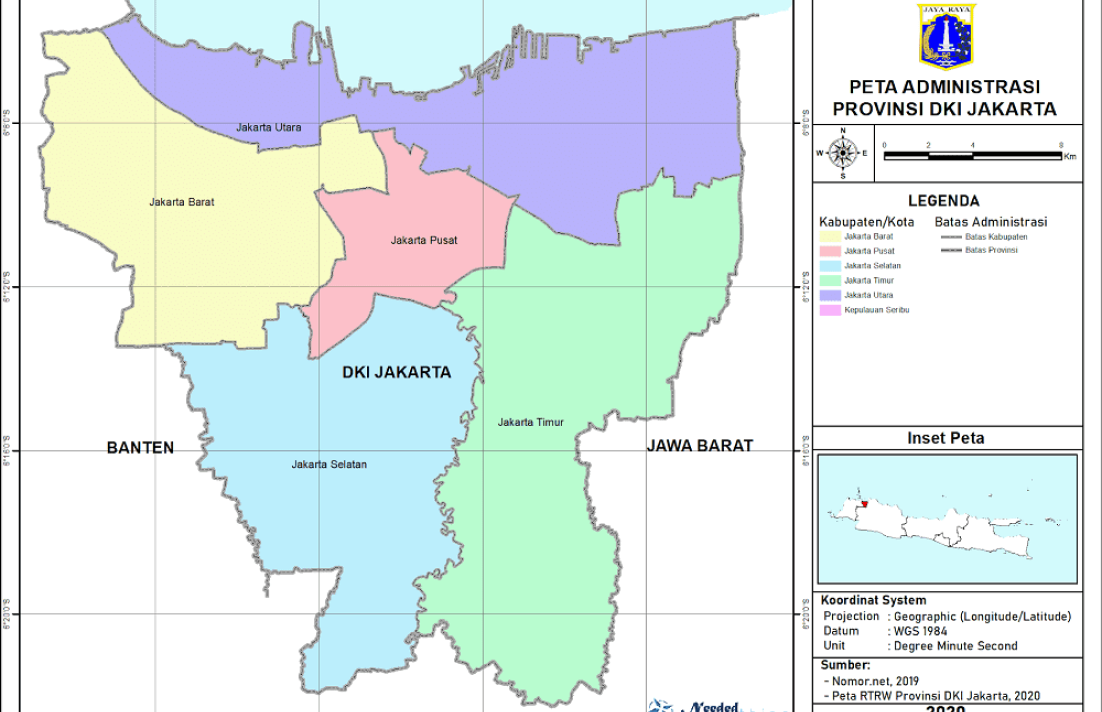 JAYA RAYA
PETA ADMINISTRASI
PROVINSI DKI JAKARTA
N
W
E
S
0
2
4
8
Km
LEGENDA
Kabupaten/Kota
Batas Administrasi
Jakarta Barat
Batas Kabupaten
Jakarta Pusat
Batas Provinsi
Jakarta Selatan
Jakarta Timur
Jakarta Utara
Kepulauan Seribu
Inset Peta
Koordinat System
Projection : Geographic (Longitude/Latitude)
Datum : WGS 1984
Unit : Degree Minute Second
Sumber:
- Nomor.net, 2019
- Peta RTRW Provinsi DKI Jakarta, 2020
2020
6°8'0"S
6°12'0"S
6°16'0"S
6°20'0"S
Jakarta Utara
Jakarta Barat
Jakarta Pusat
DKI JAKARTA
Jakarta Timur
BANTEN
JAWA BARAT
Jakarta Selatan
6°8'0"S
6°12'0"S
6°16'0"S
6°20'0"S
Needed